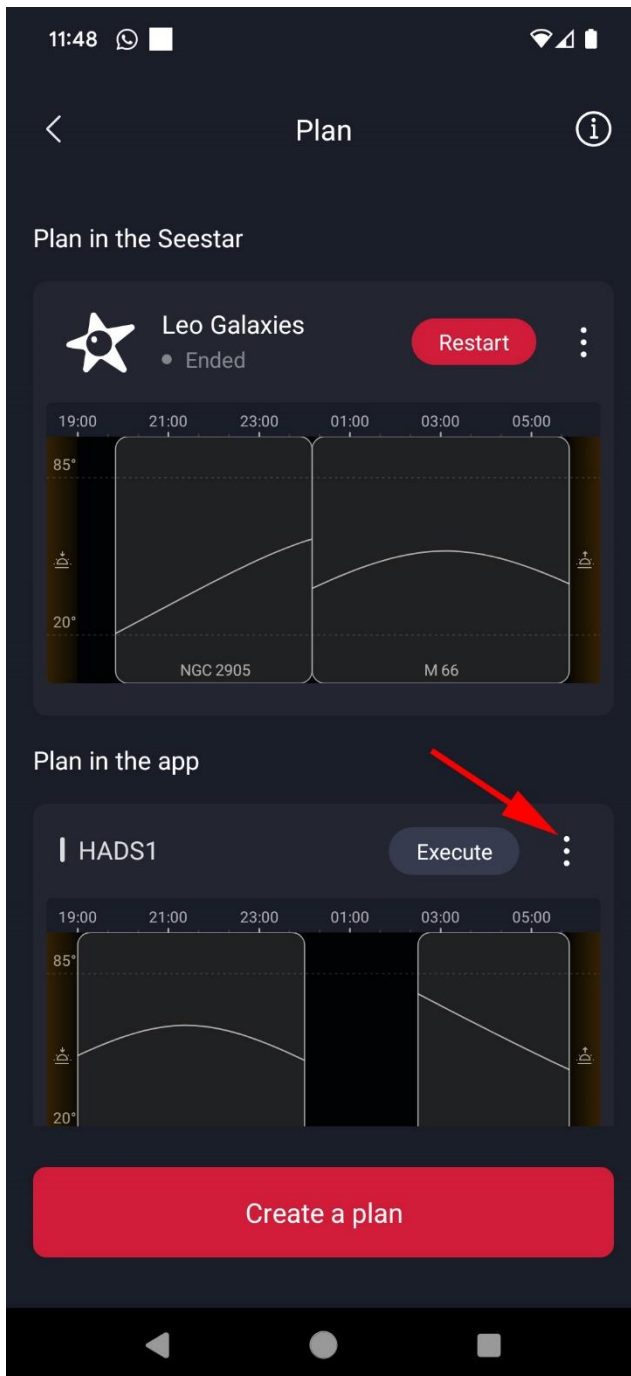 11:48
Plan
Plan in the Seestar
Leo Galaxies
Ended
Restart
19:00 21:00 23:00 01:00 03:00 05:00
85°
20°
NGC 2905 M 66
Plan in the app
HADS1
Execute
19:00 21:00 23:00 01:00 03:00 05:00
85°
20°
Create a plan